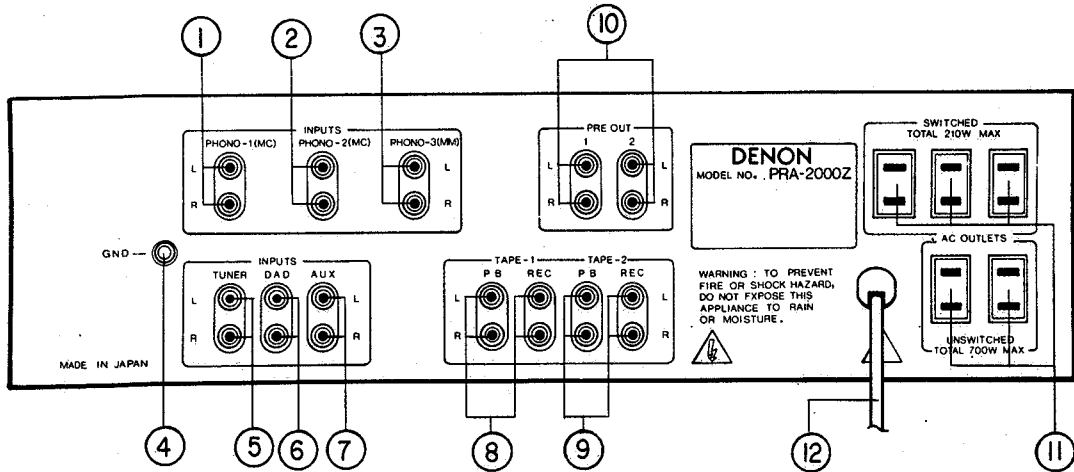 1 2 3 10
INPUTS
PHONO-1(MC) PHONO-2(MC) PHONO-3(MM)
L L
R R
PRE OUT
1 2
L L
R R
DENON
MODEL NO. PRA-2000Z
SWITCHED
TOTAL 210W MAX
AC OUTLETS
UNSWITCHED
TOTAL 700W MAX
GND
INPUTS
TUNER DAD AUX
L
R
TAPE-1 TAPE-2
PB REC PB REC
L L
R R
WARNING : TO PREVENT
FIRE OR SHOCK HAZARD,
DO NOT EXPOSE THIS
APPLIANCE TO RAIN
OR MOISTURE.
MADE IN JAPAN
4 5 6 7 8 9 12 11